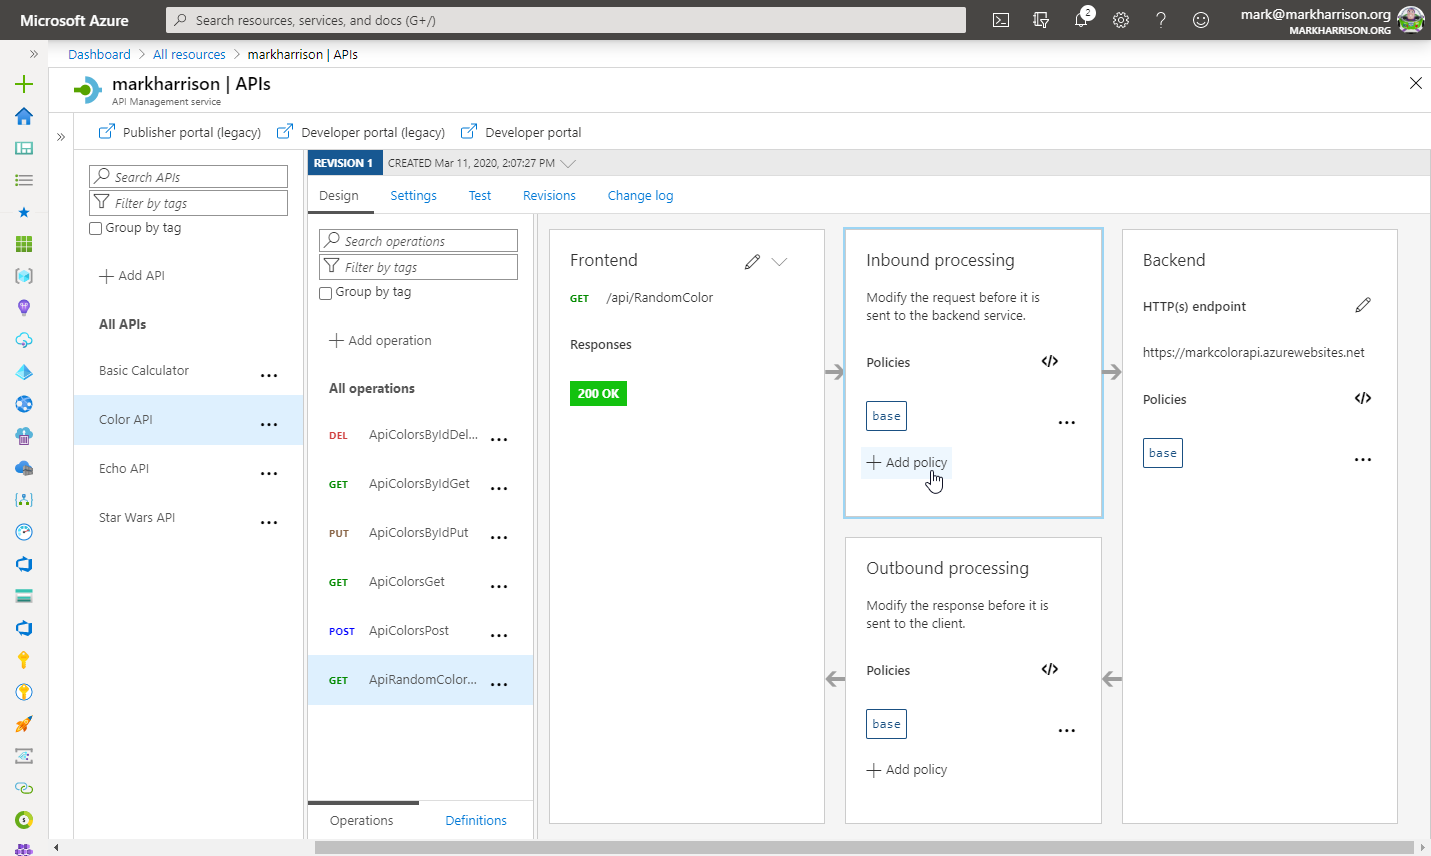 Microsoft Azure
Search resources, services, and docs (G+/)
2
mark@markharrison.org
MARKHARRISON.ORG
Dashboard > All resources > markharrison | APIs
markharrison | APIs
API Management service
Publisher portal (legacy)
Developer portal (legacy)
Developer portal
Search APIs
Filter by tags
Group by tag
Add API
All APIs
Basic Calculator
Color API
Echo API
Star Wars API
REVISION 1
CREATED Mar 11, 2020, 2:07:27 PM
Design
Settings
Test
Revisions
Change log
Search operations
Filter by tags
Group by tag
Add operation
All operations
DEL ApiColorsByIdDel...
GET ApiColorsByIdGet
PUT ApiColorsByIdPut
GET ApiColorsGet
POST ApiColorsPost
GET ApiRandomColor...
Operations
Definitions
Frontend
GET /api/RandomColor
Responses
200 OK
Inbound processing
Modify the request before it is
sent to the backend service.
Policies </>
base
Add policy
Outbound processing
Modify the response before it is
sent to the client.
Policies </>
base
Add policy
Backend
HTTP(s) endpoint
https://markcolorapi.azurewebsites.net
Policies </>
base